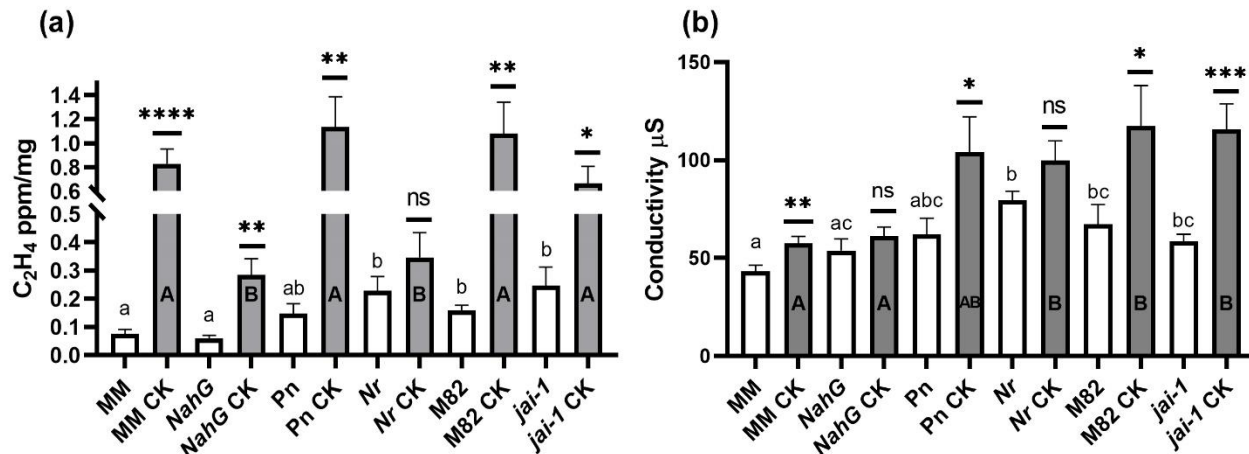 (a)
C₂H₄ ppm/mg
1.4
1.2
1.0
0.8
0.6
0.5
0.4
0.3
0.2
0.1
0.0
a
****
A
a
**
B
ab
**
A
b
ns
B
b
**
A
b
*
A
MM
MM CK
NahG
NahG CK
Pn
Pn CK
Nr
Nr CK
M82
M82 CK
jai-1
jai-1 CK
(b)
Conductivity µS
150
100
50
0
a
**
A
ac
ns
A
abc
*
AB
b
ns
B
bc
*
B
bc
***
B
MM
MM CK
NahG
NahG CK
Pn
Pn CK
Nr
Nr CK
M82
M82 CK
jai-1
jai-1 CK